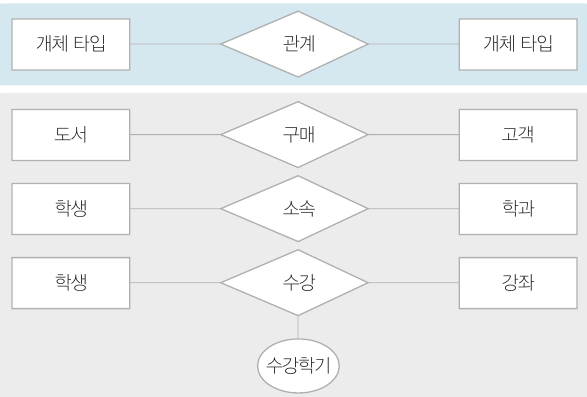 개체 타입 관계 개체 타입
도서 구매 고객
학생 소속 학과
학생 수강 강좌
수강학기